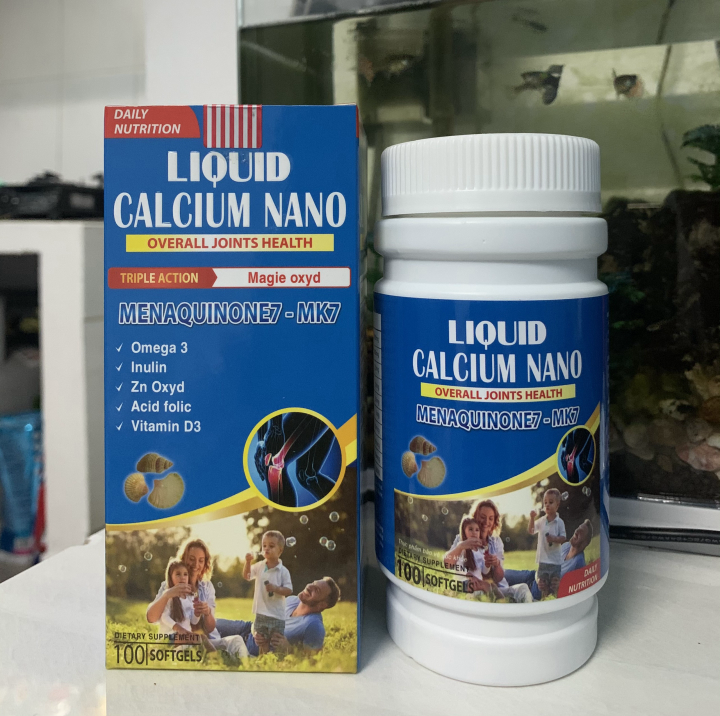 DAILY
NUTRITION
LIQUID
CALCIUM NANO
OVERALL JOINTS HEALTH
TRIPLE ACTION
Magie oxyd
MENAQUINONE7 - MK7
✓ Omega 3
✓ Inulin
✓ Zn Oxyd
✓ Acid folic
✓ Vitamin D3
DIETARY SUPPLEMENT
100 SOFTGELS
LIQUID
CALCIUM NANO
OVERALL JOINTS HEALTH
MENAQUINONE7 - MK7
DIETARY SUPPLEMENT
100 SOFTGELS
DAILY
NUTRITION